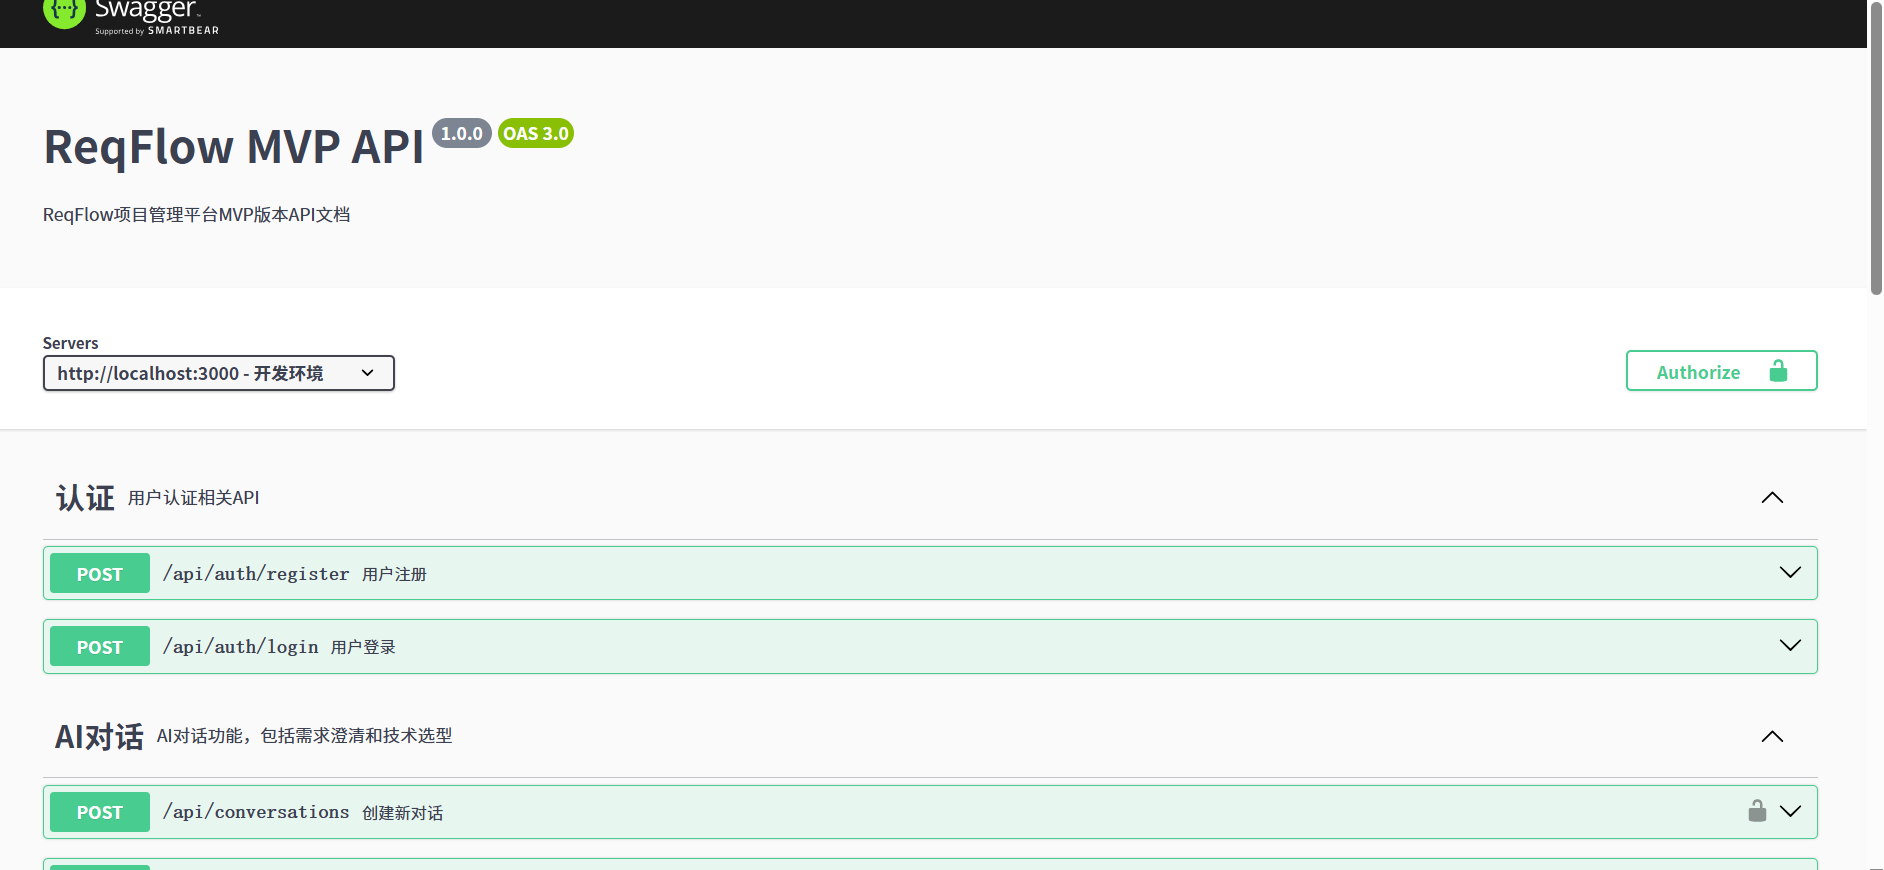 Swagger
Supported by SMARTBEAR
ReqFlow MVP API 1.0.0 OAS 3.0
ReqFlow项目管理平台MVP版本API文档
Servers
http://localhost:3000 - 开发环境
Authorize
认证 用户认证相关API
POST /api/auth/register 用户注册
POST /api/auth/login 用户登录
AI对话 AI对话功能，包括需求澄清和技术选型
POST /api/conversations 创建新对话